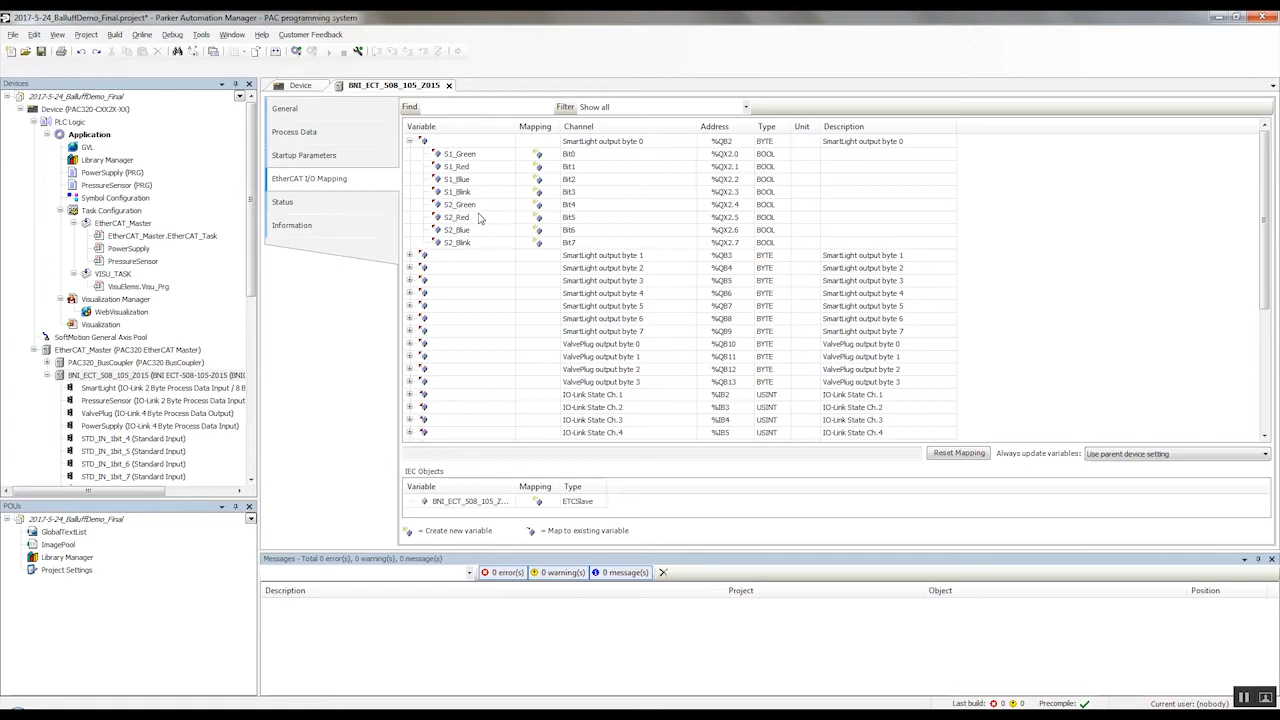 2017-5-24_BalluffDemo_Final.project* - Parker Automation Manager - PAC programming system
File Edit View Project Build Online Debug Tools Window Help Customer Feedback
Devices
2017-5-24_BalluffDemo_Final
Device (PAC320-CXX2X-XX)
PLC Logic
Application
GVL
Library Manager
PowerSupply (PRG)
PressureSensor (PRG)
Symbol Configuration
Task Configuration
EtherCAT_Master
EtherCAT_Master.EtherCAT_Task
PowerSupply
PressureSensor
VISU_TASK
VisuElems.Visu_Prg
Visualization Manager
WebVisualization
Visualization
SoftMotion General Axis Pool
EtherCAT_Master (PAC320 EtherCAT Master)
PAC320_BusCoupler (PAC320 BusCoupler)
BNI_ECT_508_105_Z015 (BNI ECT-508-105-Z015 (BNI
SmartLight (IO-Link 2 Byte Process Data Input / 8 B
PressureSensor (IO-Link 2 Byte Process Data Input)
ValvePlug (IO-Link 4 Byte Process Data Output)
PowerSupply (IO-Link 4 Byte Process Data Input)
STD_IN_1bit_4 (Standard Input)
STD_IN_1bit_5 (Standard Input)
STD_IN_1bit_6 (Standard Input)
STD_IN_1bit_7 (Standard Input)
POUs
2017-5-24_BalluffDemo_Final
GlobalTextList
ImagePool
Library Manager
Project Settings
Device BNI_ECT_508_105_Z015
General
Process Data
Startup Parameters
EtherCAT I/O Mapping
Status
Information
Find Filter Show all
Variable Mapping Channel Address Type Unit Description
SmartLight output byte 0 %QB2 BYTE SmartLight output byte 0
S1_Green Bit0 %QX2.0 BOOL
S1_Red Bit1 %QX2.1 BOOL
S1_Blue Bit2 %QX2.2 BOOL
S1_Blink Bit3 %QX2.3 BOOL
S2_Green Bit4 %QX2.4 BOOL
S2_Red Bit5 %QX2.5 BOOL
S2_Blue Bit6 %QX2.6 BOOL
S2_Blink Bit7 %QX2.7 BOOL
SmartLight output byte 1 %QB3 BYTE SmartLight output byte 1
SmartLight output byte 2 %QB4 BYTE SmartLight output byte 2
SmartLight output byte 3 %QB5 BYTE SmartLight output byte 3
SmartLight output byte 4 %QB6 BYTE SmartLight output byte 4
SmartLight output byte 5 %QB7 BYTE SmartLight output byte 5
SmartLight output byte 6 %QB8 BYTE SmartLight output byte 6
SmartLight output byte 7 %QB9 BYTE SmartLight output byte 7
ValvePlug output byte 0 %QB10 BYTE ValvePlug output byte 0
ValvePlug output byte 1 %QB11 BYTE ValvePlug output byte 1
ValvePlug output byte 2 %QB12 BYTE ValvePlug output byte 2
ValvePlug output byte 3 %QB13 BYTE ValvePlug output byte 3
IO-Link State Ch.1 %IB2 USINT IO-Link State Ch.1
IO-Link State Ch.2 %IB3 USINT IO-Link State Ch.2
IO-Link State Ch.3 %IB4 USINT IO-Link State Ch.3
IO-Link State Ch.4 %IB5 USINT IO-Link State Ch.4
Reset Mapping Always update variables: Use parent device setting
IEC Objects
Variable Mapping Type
BNI_ECT_508_105_Z... ETCSlave
= Create new variable = Map to existing variable
Messages - Total 0 error(s), 0 warning(s), 0 message(s)
0 error(s) 0 warning(s) 0 message(s)
Description Project Object Position
Last build: 0 0 Precompile: Current user: (nobody)